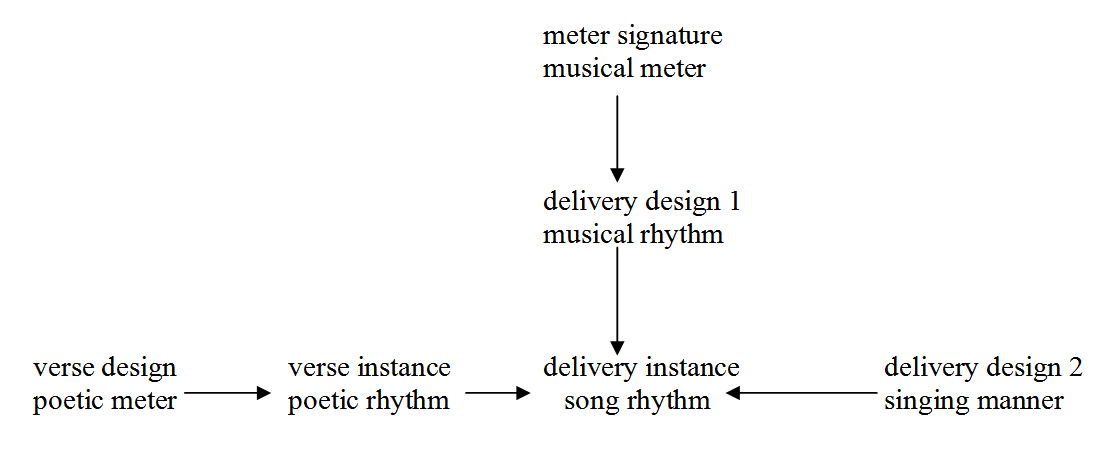 meter signature
musical meter
delivery design 1
musical rhythm
verse design
poetic meter
verse instance
poetic rhythm
delivery instance
song rhythm
delivery design 2
singing manner